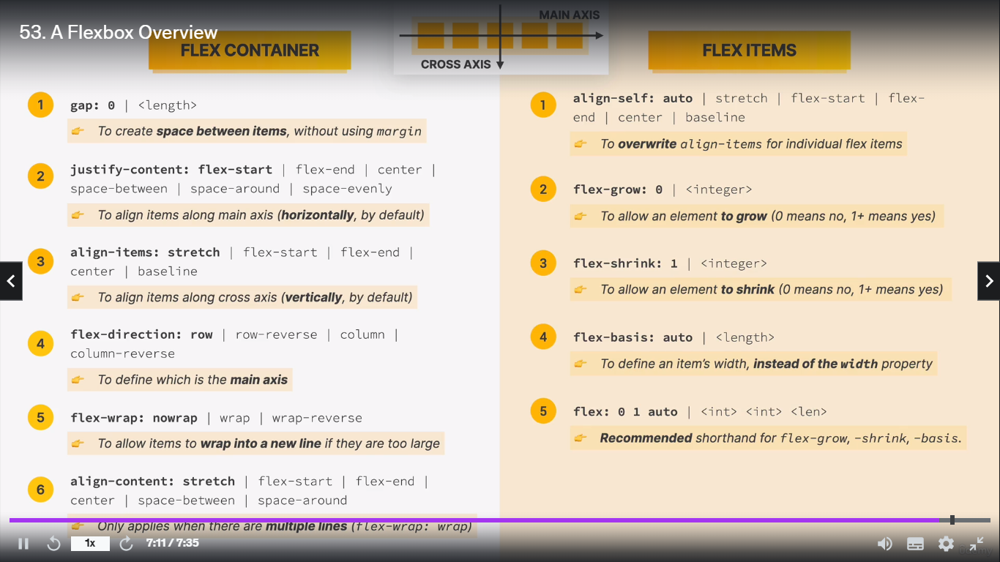 53. A Flexbox Overview
MAIN AXIS
CROSS AXIS
FLEX CONTAINER
1
gap: 0 | <length>
To create space between items, without using margin
2
justify-content: flex-start | flex-end | center |
space-between | space-around | space-evenly
To align items along main axis (horizontally, by default)
3
align-items: stretch | flex-start | flex-end |
center | baseline
To align items along cross axis (vertically, by default)
4
flex-direction: row | row-reverse | column |
column-reverse
To define which is the main axis
5
flex-wrap: nowrap | wrap | wrap-reverse
To allow items to wrap into a new line if they are too large
6
align-content: stretch | flex-start | flex-end |
center | space-between | space-around
Only applies when there are multiple lines (flex-wrap: wrap)
FLEX ITEMS
1
align-self: auto | stretch | flex-start | flex-
end | center | baseline
To overwrite align-items for individual flex items
2
flex-grow: 0 | <integer>
To allow an element to grow (0 means no, 1+ means yes)
3
flex-shrink: 1 | <integer>
To allow an element to shrink (0 means no, 1+ means yes)
4
flex-basis: auto | <length>
To define an item's width, instead of the width property
5
flex: 0 1 auto | <int> <int> <len>
Recommended shorthand for flex-grow, -shrink, -basis.
1x
7:11 / 7:35